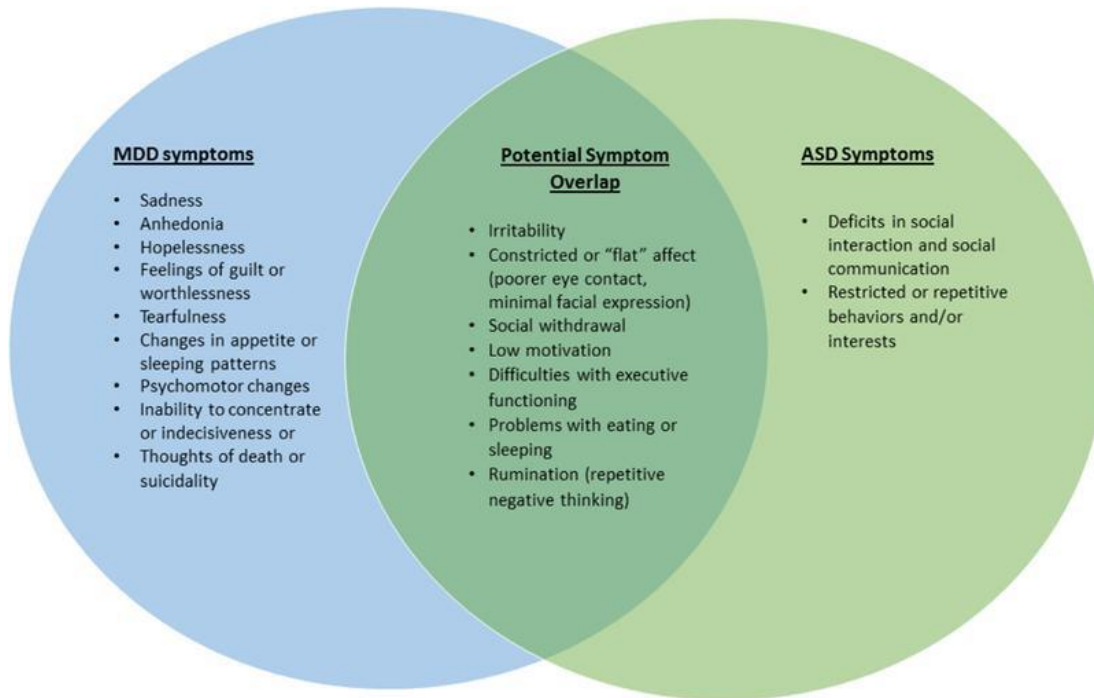 MDD symptoms
• Sadness
• Anhedonia
• Hopelessness
• Feelings of guilt or
worthlessness
• Tearfulness
• Changes in appetite or
sleeping patterns
• Psychomotor changes
• Inability to concentrate
or indecisiveness or
• Thoughts of death or
suicidality
Potential Symptom
Overlap
• Irritability
• Constricted or “flat” affect
(poorer eye contact,
minimal facial expression)
• Social withdrawal
• Low motivation
• Difficulties with executive
functioning
• Problems with eating or
sleeping
• Rumination (repetitive
negative thinking)
ASD Symptoms
• Deficits in social
interaction and social
communication
• Restricted or repetitive
behaviors and/or
interests